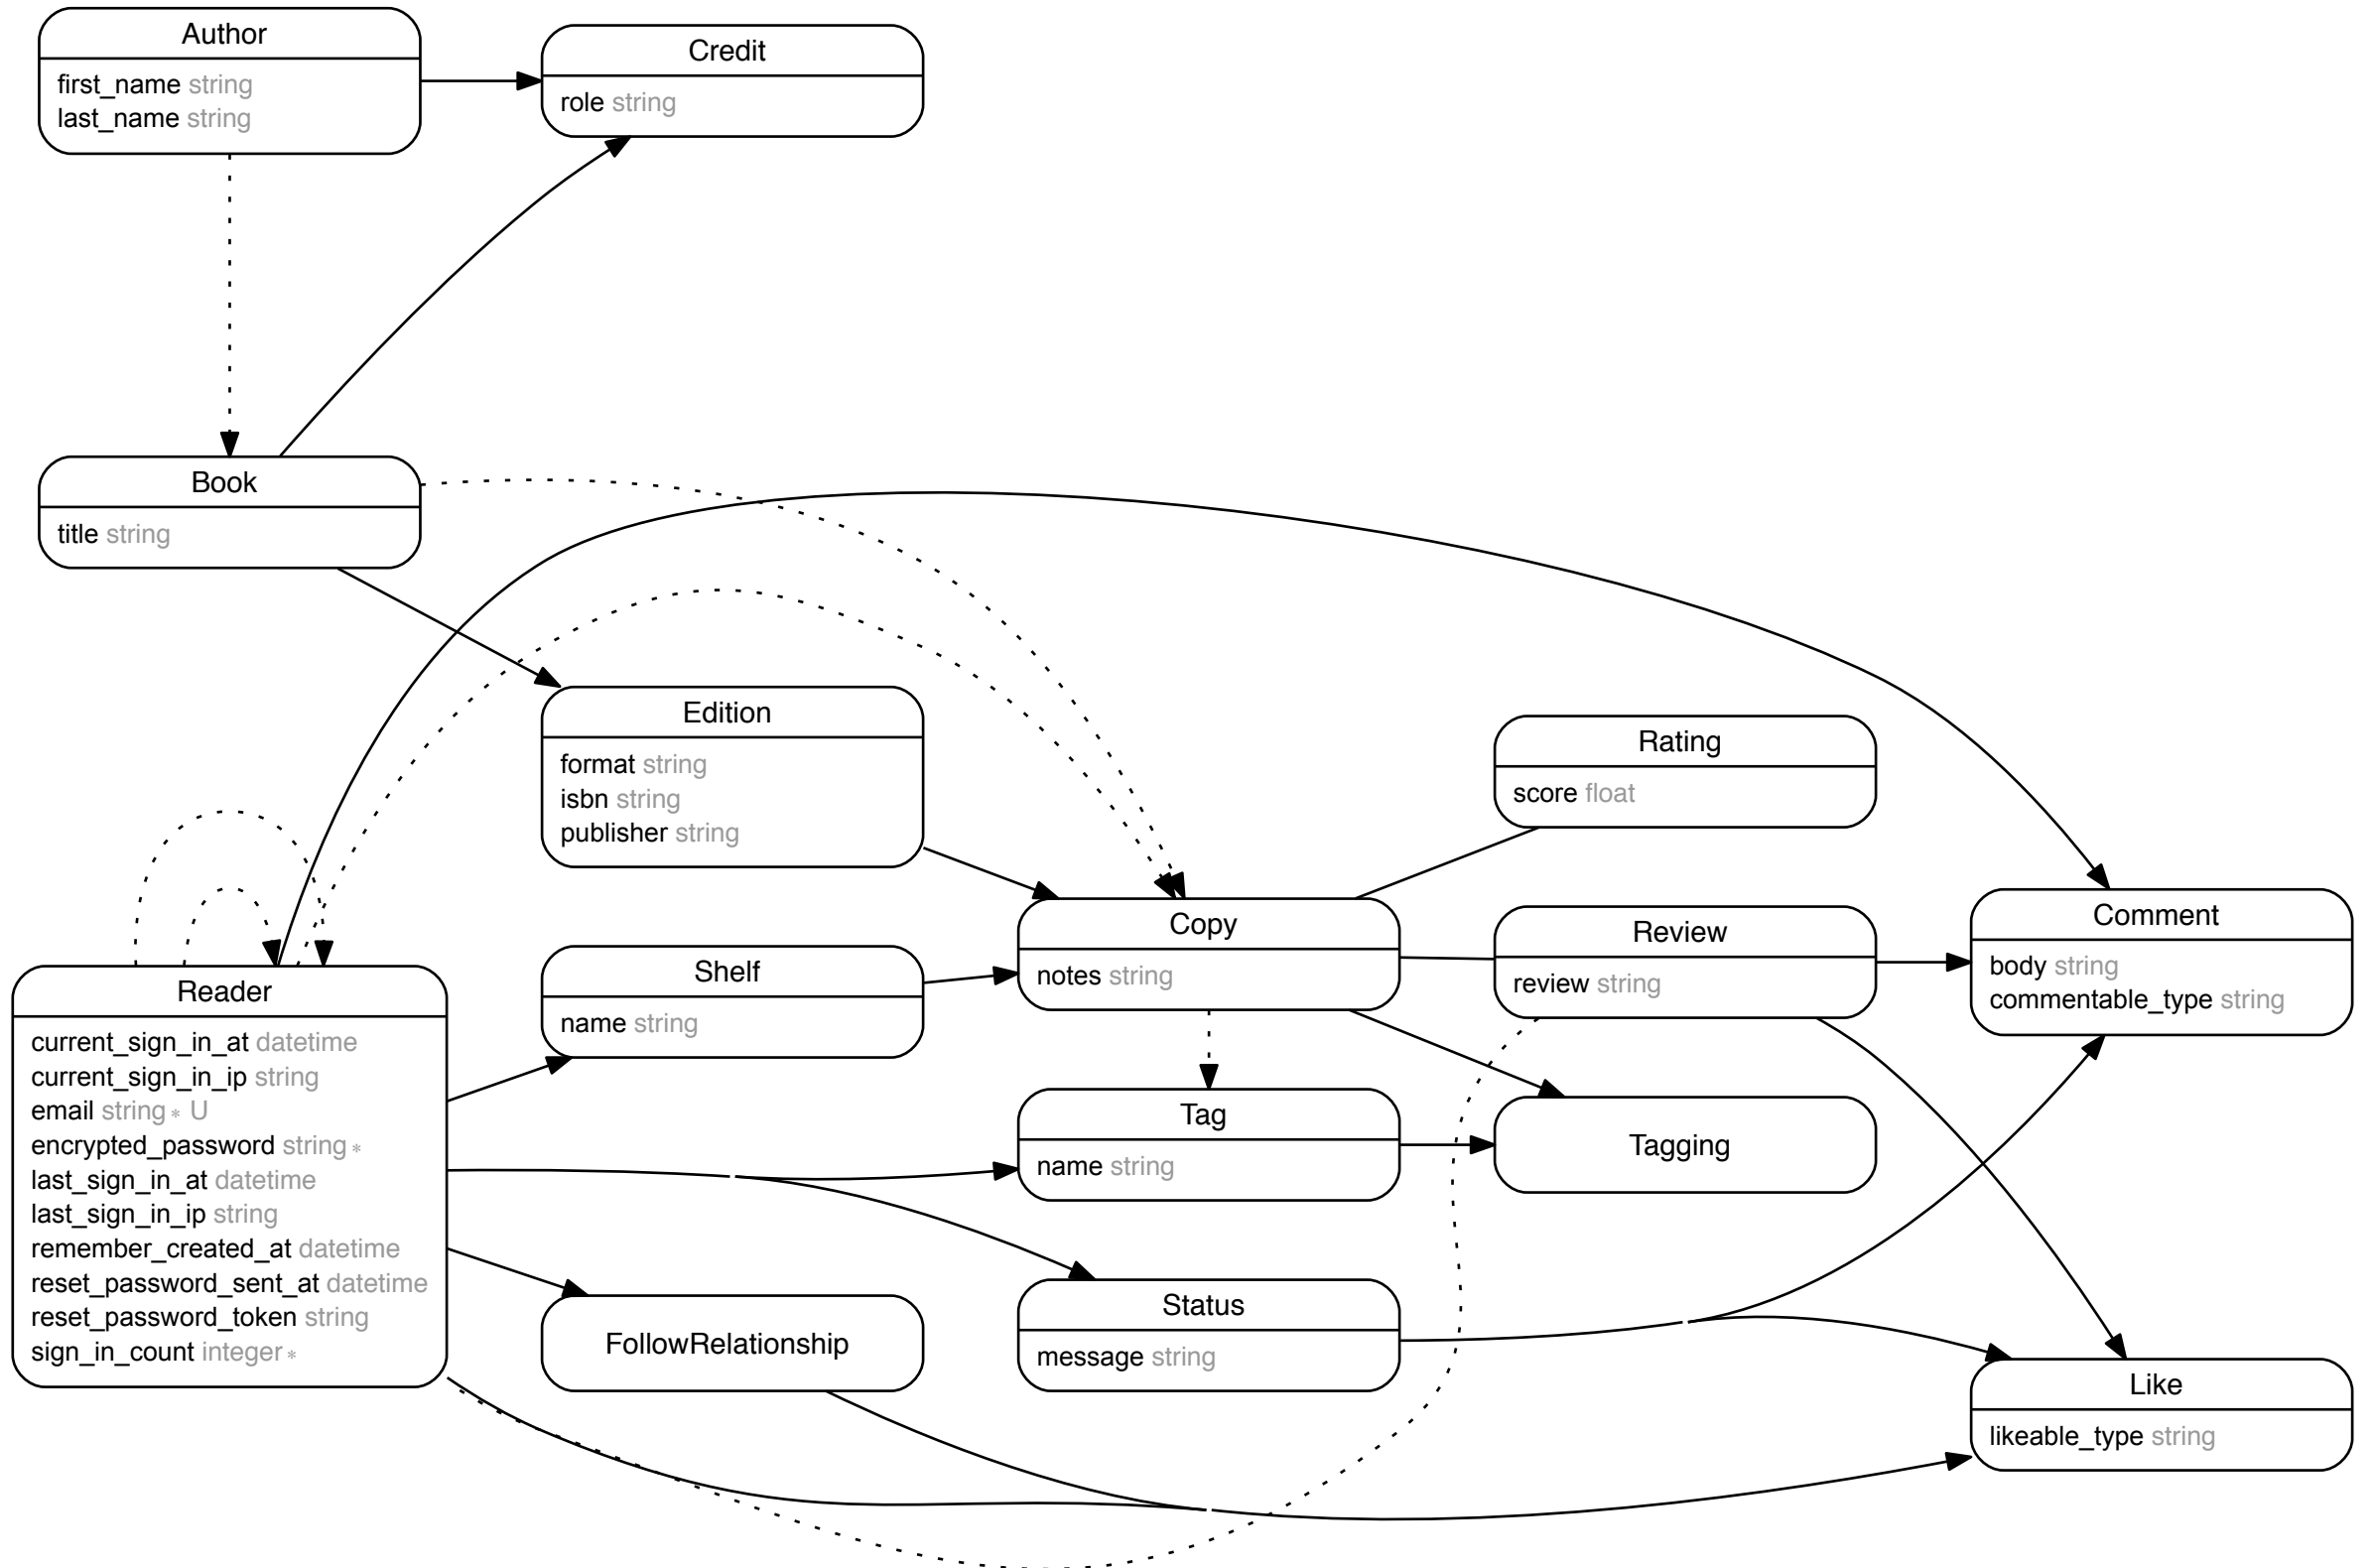 Author
first_name string
last_name string
Credit
role string
Book
title string
Edition
format string
isbn string
publisher string
Rating
score float
Copy
notes string
Review
review string
Comment
body string
commentable_type string
Reader
current_sign_in_at datetime
current_sign_in_ip string
email string∗ U
encrypted_password string∗
last_sign_in_at datetime
last_sign_in_ip string
remember_created_at datetime
reset_password_sent_at datetime
reset_password_token string
sign_in_count integer∗
Shelf
name string
Tag
name string
Tagging
FollowRelationship
Status
message string
Like
likeable_type string